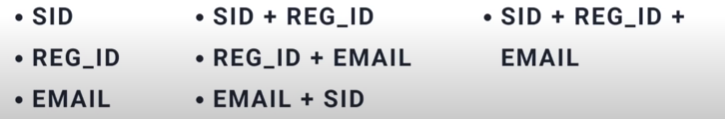 • SID
• REG_ID
• EMAIL
• SID + REG_ID
• REG_ID + EMAIL
• EMAIL + SID
• SID + REG_ID +
EMAIL